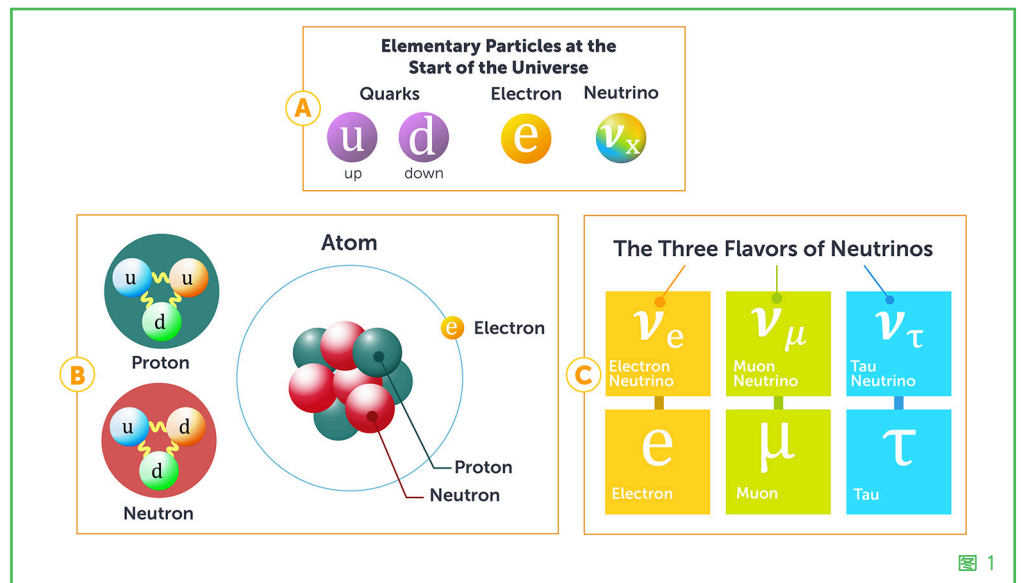 Elementary Particles at the
Start of the Universe
Quarks Electron Neutrino
A
u d e νx
up down
B
Atom
u u
d
Proton
u d
d
Neutron
e Electron
Proton
Neutron
C
The Three Flavors of Neutrinos
νe νμ ντ
Electron Muon Tau
Neutrino Neutrino Neutrino
e μ τ
Electron Muon Tau
图 1